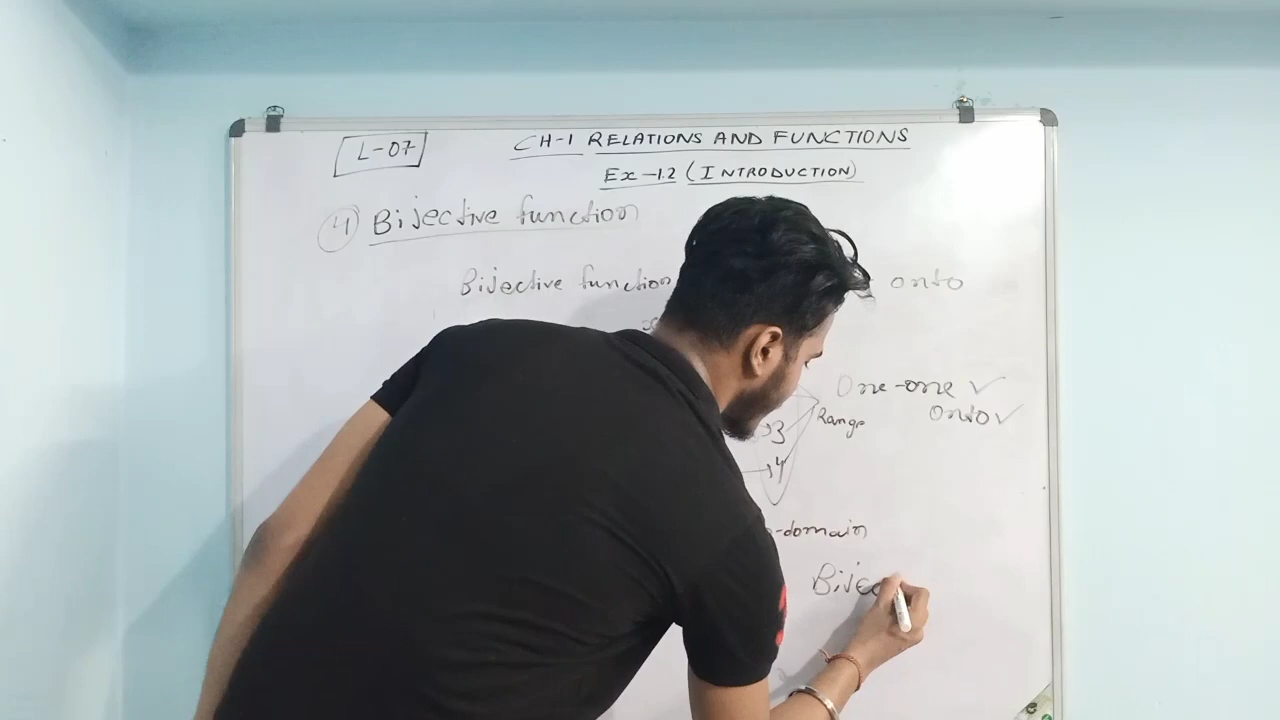 L-07
CH-1 RELATIONS AND FUNCTIONS
Ex-1.2 (INTRODUCTION)
4 Bijective function
Bijective function onto
One-one ✓
Onto ✓
Range
3
4
-domain
Bijec